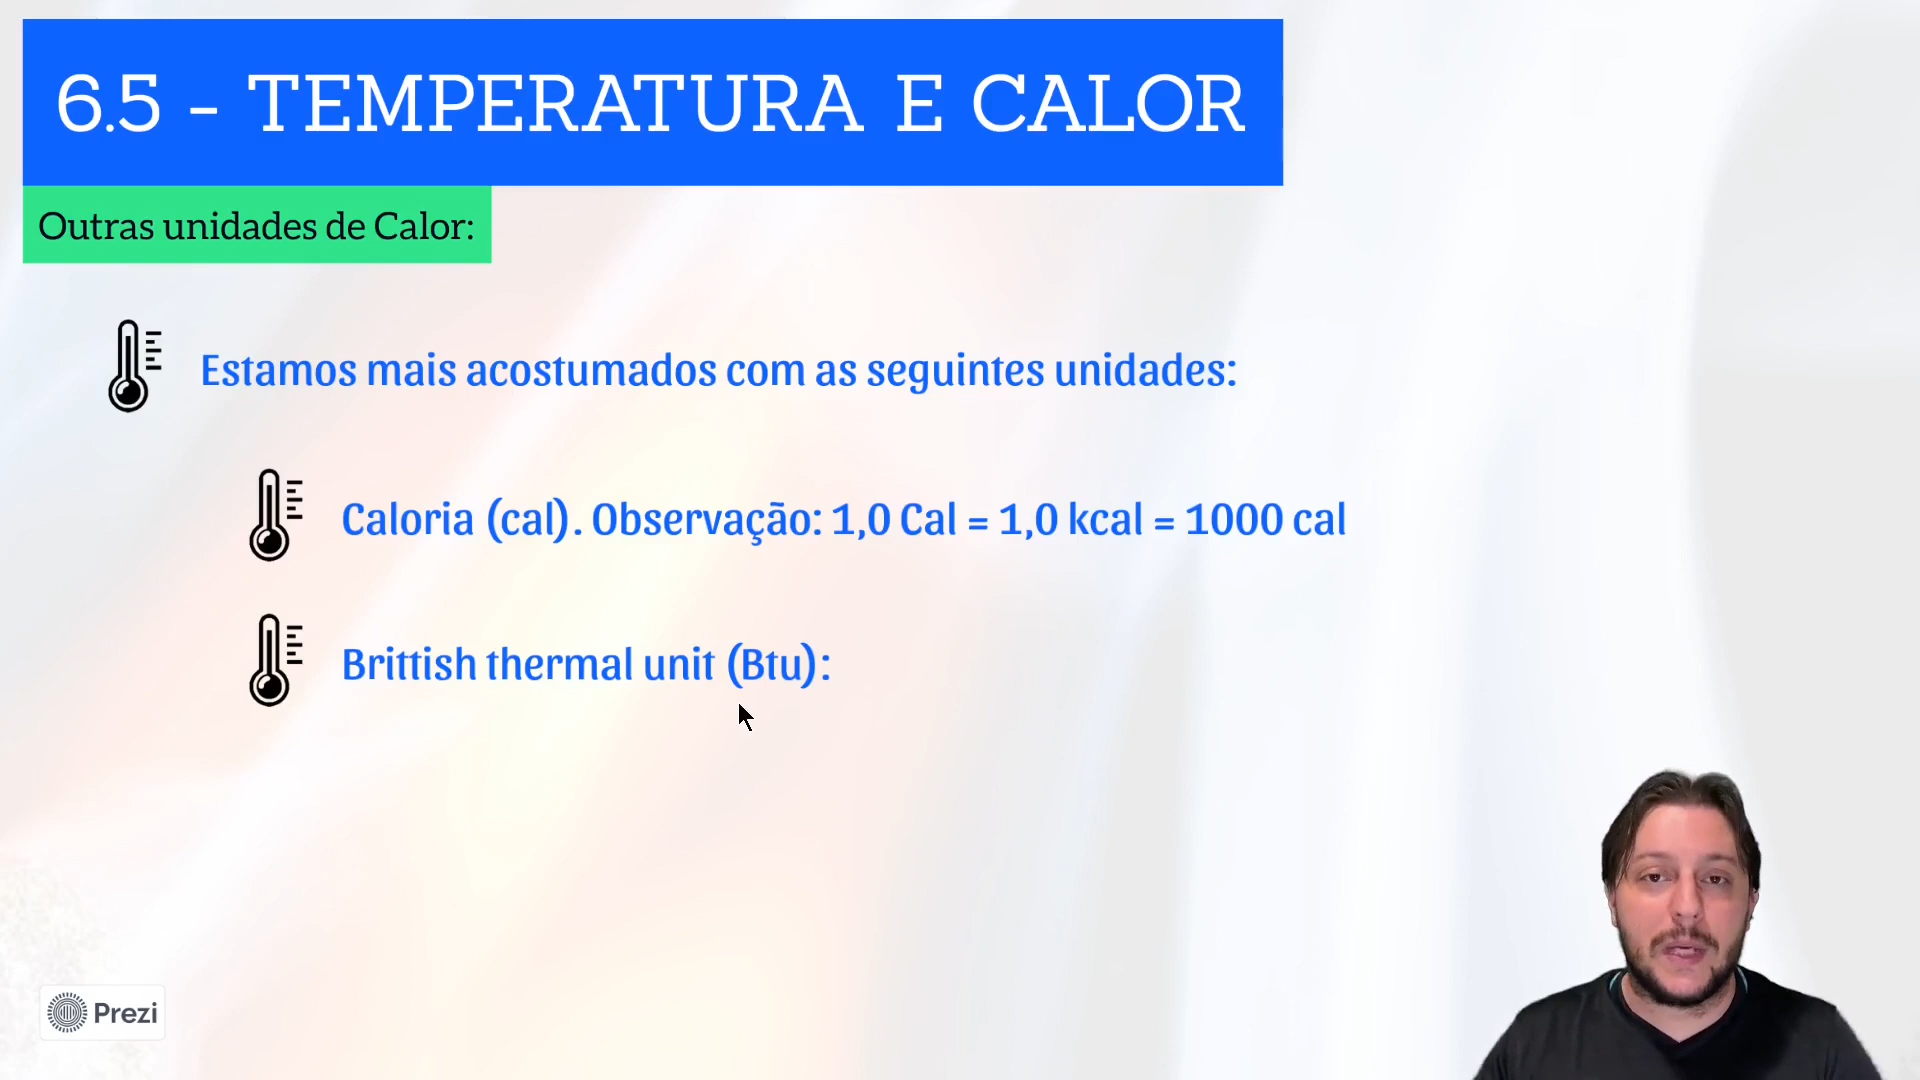 6.5 - TEMPERATURA E CALOR
Outras unidades de Calor:
Estamos mais acostumados com as seguintes unidades:
Caloria (cal). Observação: 1,0 Cal = 1,0 kcal = 1000 cal
Brittish thermal unit (Btu):
Prezi